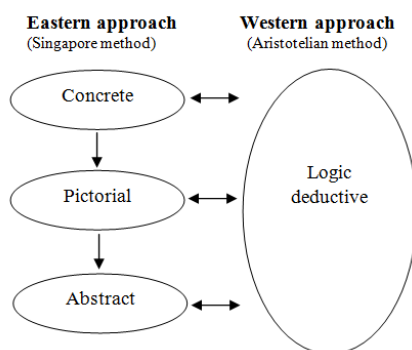 Eastern approach
(Singapore method)
Western approach
(Aristotelian method)
Concrete
Pictorial
Abstract
Logic
deductive